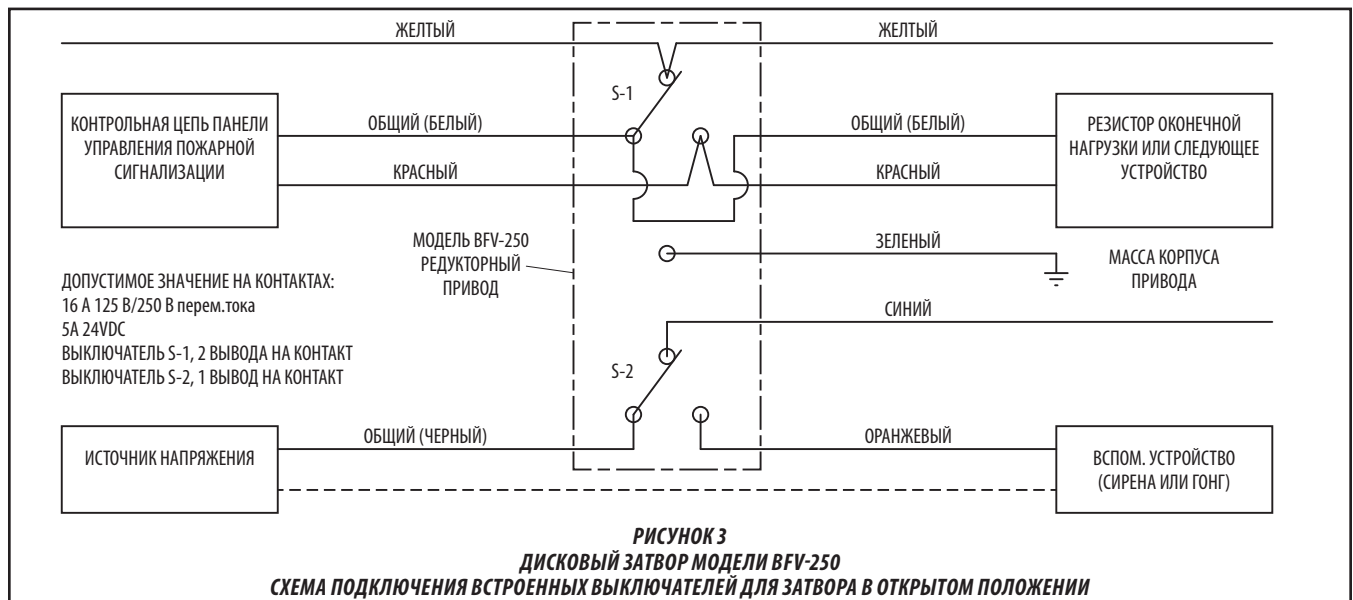 ЖЕЛТЫЙ
ЖЕЛТЫЙ
S-1
КОНТРОЛЬНАЯ ЦЕПЬ ПАНЕЛИ
УПРАВЛЕНИЯ ПОЖАРНОЙ
СИГНАЛИЗАЦИИ
ОБЩИЙ (БЕЛЫЙ)
ОБЩИЙ (БЕЛЫЙ)
РЕЗИСТОР ОКОНЕЧНОЙ
НАГРУЗКИ ИЛИ СЛЕДУЮЩЕЕ
УСТРОЙСТВО
КРАСНЫЙ
КРАСНЫЙ
МОДЕЛЬ BFV-250
РЕДУКТОРНЫЙ
ПРИВОД
ЗЕЛЕНЫЙ
МАССА КОРПУСА
ПРИВОДА
ДОПУСТИМОЕ ЗНАЧЕНИЕ НА КОНТАКТАХ:
16 A 125 В/250 В перем.тока
5A 24VDC
ВЫКЛЮЧАТЕЛЬ S-1, 2 ВЫВОДА НА КОНТАКТ
ВЫКЛЮЧАТЕЛЬ S-2, 1 ВЫВОД НА КОНТАКТ
СИНИЙ
S-2
ИСТОЧНИК НАПРЯЖЕНИЯ
ОБЩИЙ (ЧЕРНЫЙ)
ОРАНЖЕВЫЙ
ВСПОМ. УСТРОЙСТВО
(СИРЕНА ИЛИ ГОНГ)
РИСУНОК 3
ДИСКОВЫЙ ЗАТВОР МОДЕЛИ BFV-250
СХЕМА ПОДКЛЮЧЕНИЯ ВСТРОЕННЫХ ВЫКЛЮЧАТЕЛЕЙ ДЛЯ ЗАТВОРА В ОТКРЫТОМ ПОЛОЖЕНИИ